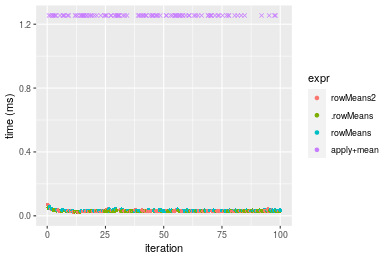 1.2
0.8
0.4
0.0
time (ms)
0 25 50 75 100
iteration
expr
rowMeans2
.rowMeans
rowMeans
apply+mean